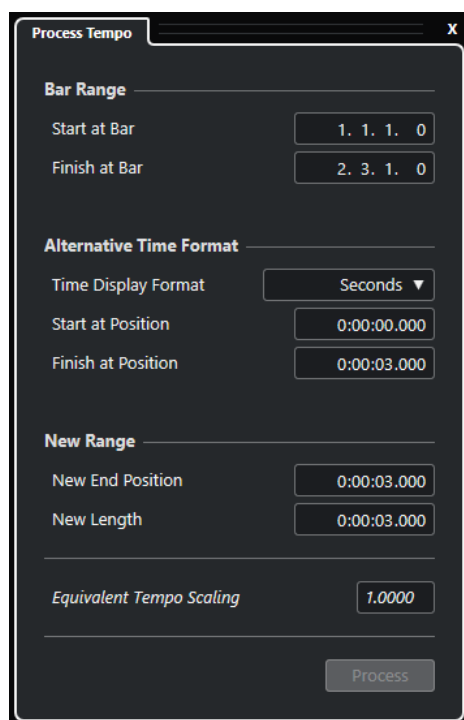 Process Tempo X
Bar Range
Start at Bar 1. 1. 1. 0
Finish at Bar 2. 3. 1. 0
Alternative Time Format
Time Display Format Seconds ▼
Start at Position 0:00:00.000
Finish at Position 0:00:03.000
New Range
New End Position 0:00:03.000
New Length 0:00:03.000
Equivalent Tempo Scaling 1.0000
Process